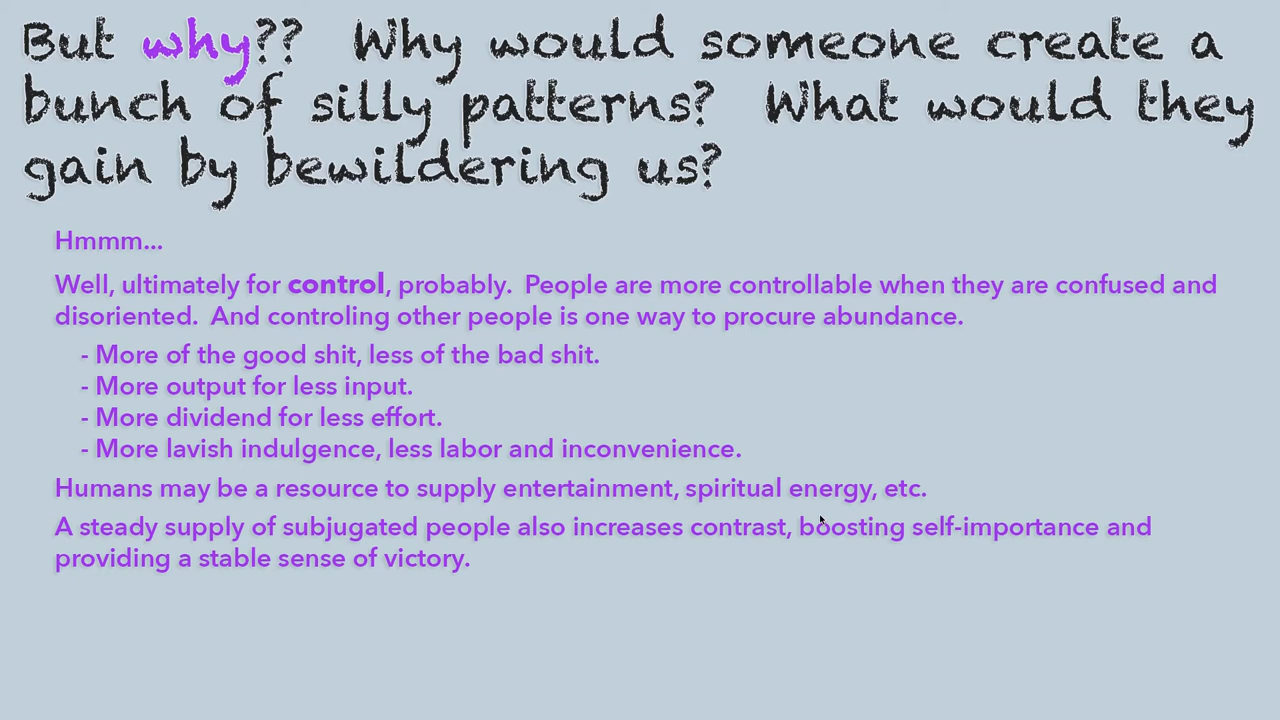 But why??  Why would someone create a
bunch of silly patterns?  What would they
gain by bewildering us?
Hmmm...
Well, ultimately for control, probably.  People are more controllable when they are confused and
disoriented.  And controling other people is one way to procure abundance.
- More of the good shit, less of the bad shit.
- More output for less input.
- More dividend for less effort.
- More lavish indulgence, less labor and inconvenience.
Humans may be a resource to supply entertainment, spiritual energy, etc.
A steady supply of subjugated people also increases contrast, boosting self-importance and
providing a stable sense of victory.